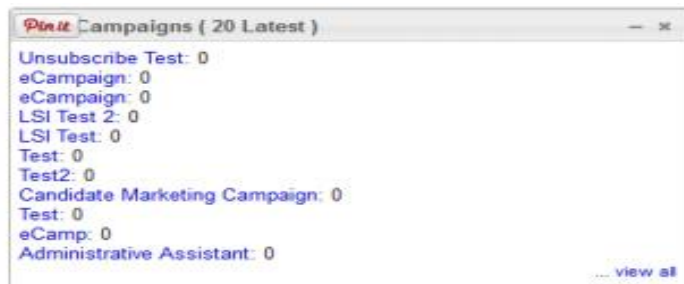 Pin it Campaigns ( 20 Latest )
Unsubscribe Test: 0
eCampaign: 0
eCampaign: 0
LSI Test 2: 0
LSI Test: 0
Test: 0
Test2: 0
Candidate Marketing Campaign: 0
Test: 0
eCamp: 0
Administrative Assistant: 0
... view all